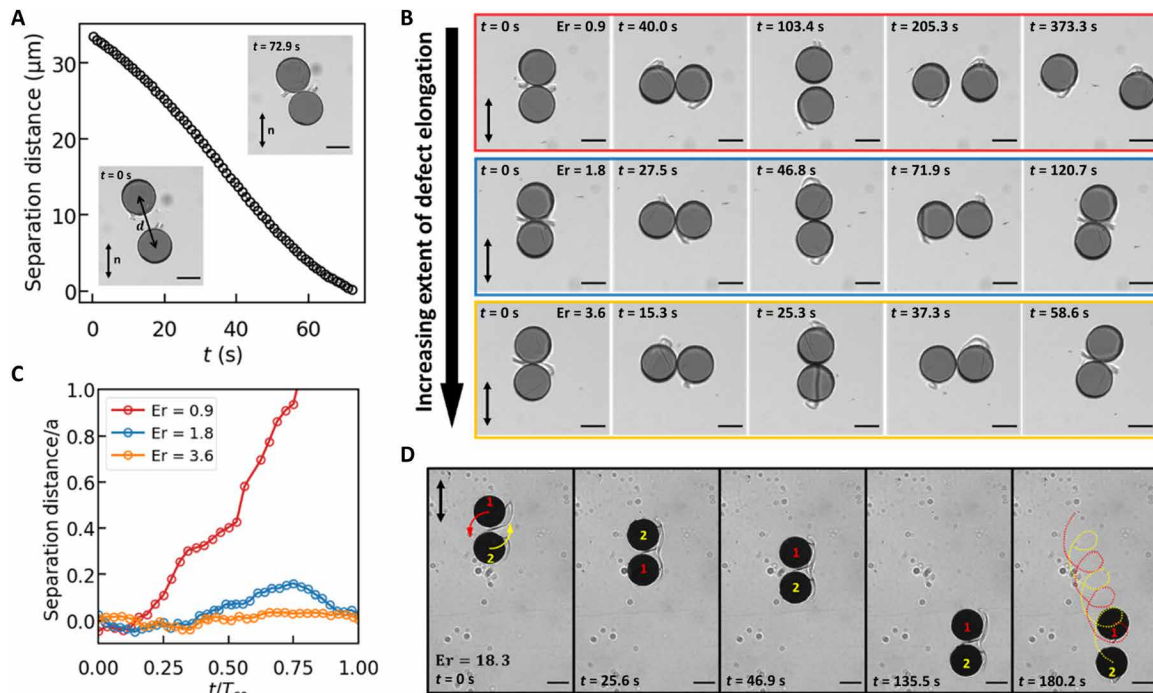 A
Separation distance (μm)
30
20
10
0
0 20 40 60
t (s)
t = 72.9 s
n
t = 0 s
d
n
B
Increasing extent of defect elongation
t = 0 s Er = 0.9 t = 40.0 s t = 103.4 s t = 205.3 s t = 373.3 s
t = 0 s Er = 1.8 t = 27.5 s t = 46.8 s t = 71.9 s t = 120.7 s
t = 0 s Er = 3.6 t = 15.3 s t = 25.3 s t = 37.3 s t = 58.6 s
C
Separation distance/a
1.0
0.8
0.6
0.4
0.2
0.0
Er = 0.9
Er = 1.8
Er = 3.6
0.00 0.25 0.50 0.75 1.00
D
1 2 1 1 1
2 1 2 2 2
Er = 18.3
t = 0 s t = 25.6 s t = 46.9 s t = 135.5 s t = 180.2 s